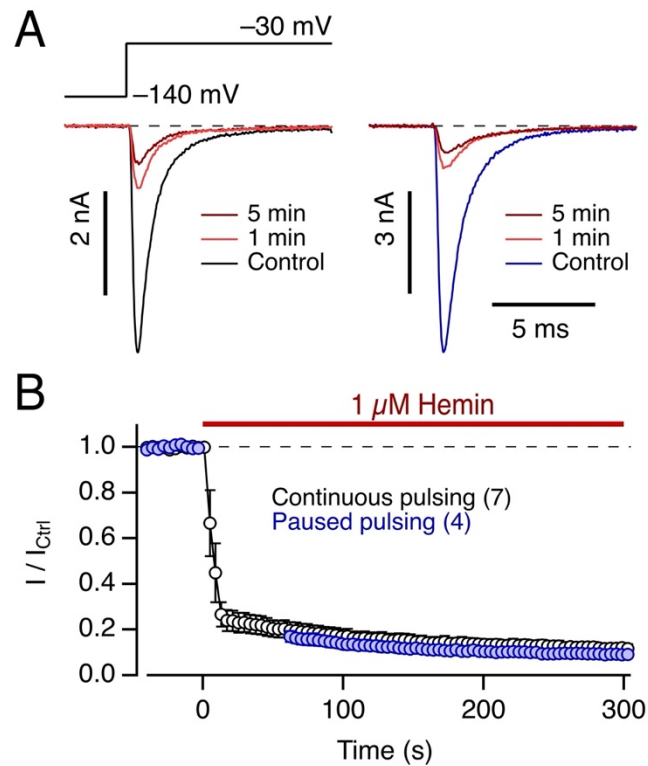 A
−30 mV
−140 mV
2 nA
5 min
1 min
Control
3 nA
5 min
1 min
Control
5 ms
B
1 µM Hemin
1.0
0.8
0.6
0.4
0.2
0.0
I / I_Ctrl
Continuous pulsing (7)
Paused pulsing (4)
0
100
200
300
Time (s)